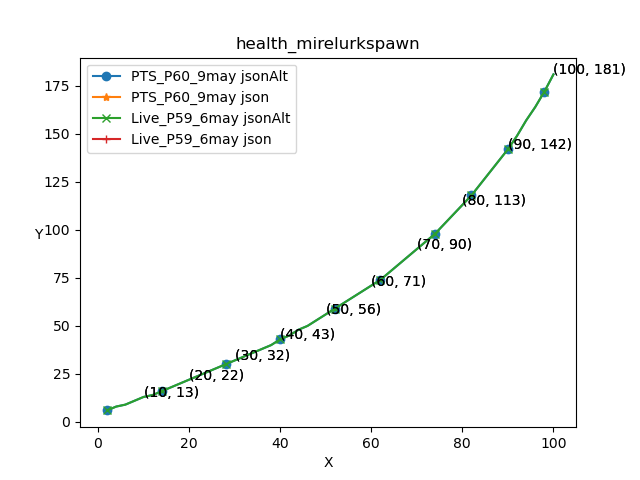 health_mirelurkspawn
PTS_P60_9may jsonAlt
PTS_P60_9may json
Live_P59_6may jsonAlt
Live_P59_6may json
(100, 181)
(90, 142)
(80, 113)
(70, 90)
(60, 71)
(50, 56)
(40, 43)
(30, 32)
(20, 22)
(10, 13)
175
150
125
100
75
50
25
0
Y
0 20 40 60 80 100
X